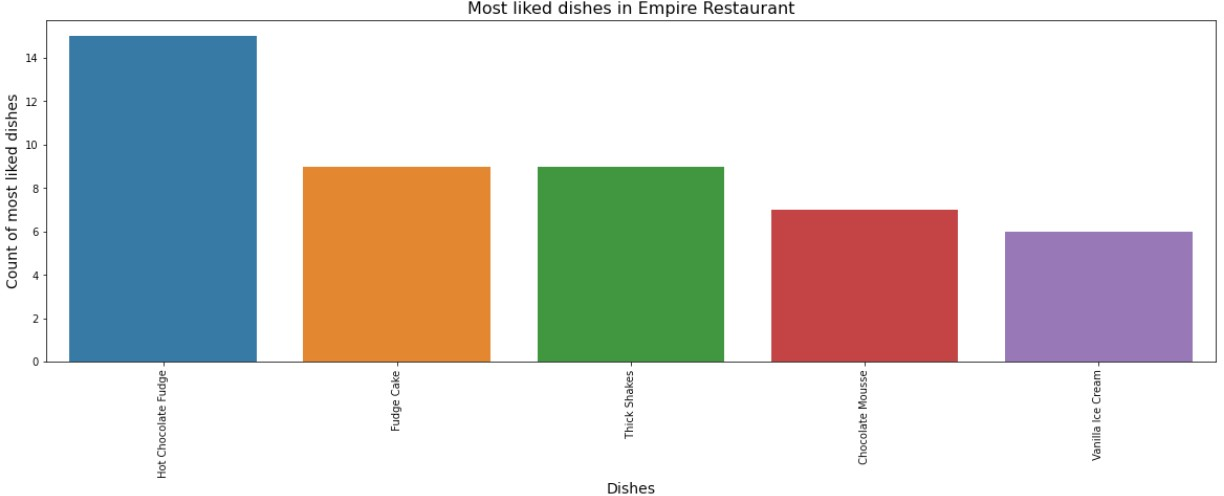 Most liked dishes in Empire Restaurant
Count of most liked dishes
14
12
10
8
6
4
2
0
Hot Chocolate Fudge
Fudge Cake
Thick Shakes
Chocolate Mousse
Vanilla Ice Cream
Dishes